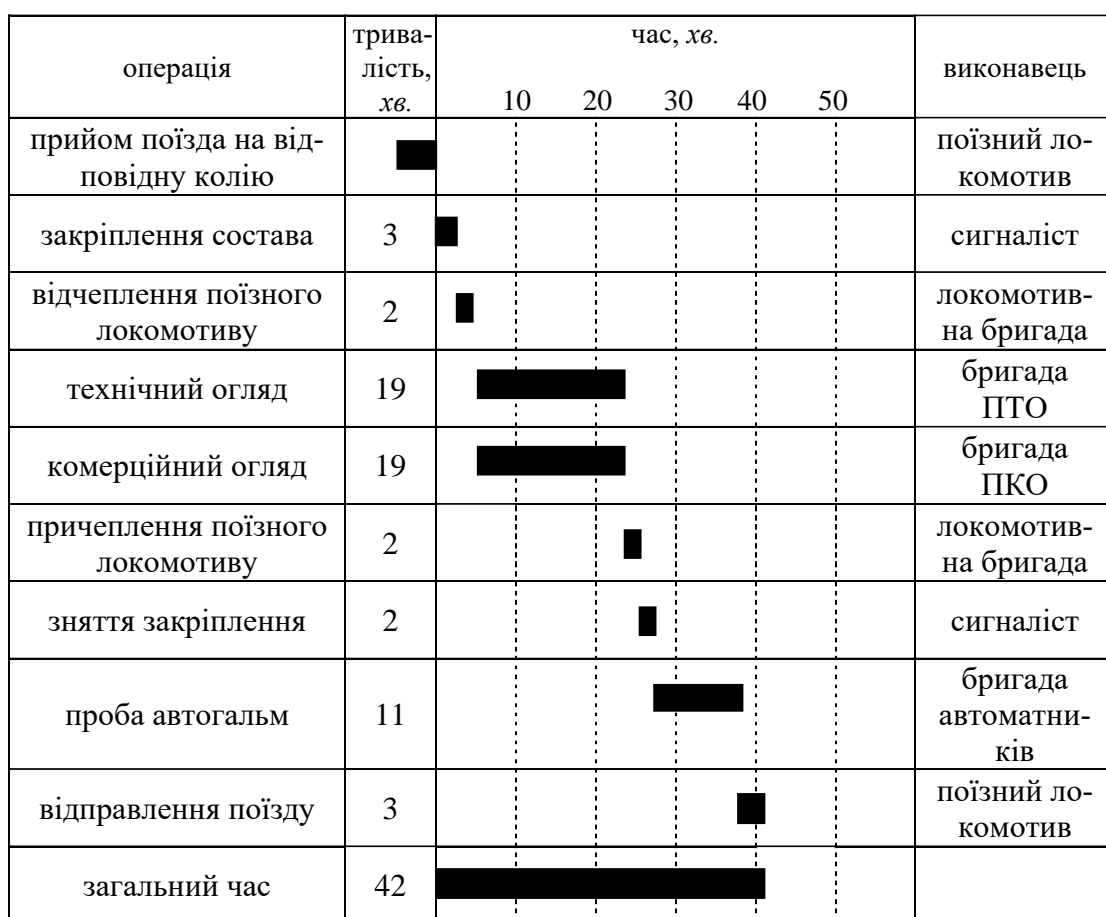 операція
трива-
лість,
хв.
час, хв.
10 20 30 40 50
виконавець
прийом поїзда на від-
повідну колію
поїзний ло-
комотив
закріплення состава
3
сигналіст
відчеплення поїзного
локомотиву
2
локомотив-
на бригада
технічний огляд
19
бригада
ПТО
комерційний огляд
19
бригада
ПКО
причеплення поїзного
локомотиву
2
локомотив-
на бригада
зняття закріплення
2
сигналіст
проба автогальм
11
бригада
автоматни-
ків
відправлення поїзду
3
поїзний ло-
комотив
загальний час
42